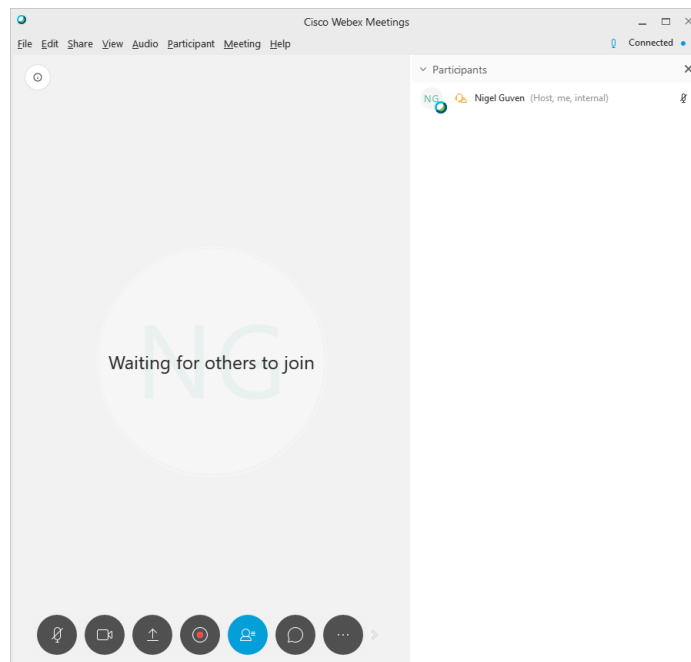 Cisco Webex Meetings
File Edit Share View Audio Participant Meeting Help
Connected
Participants
NG Nigel Guven (Host, me, internal)
NG
Waiting for others to join